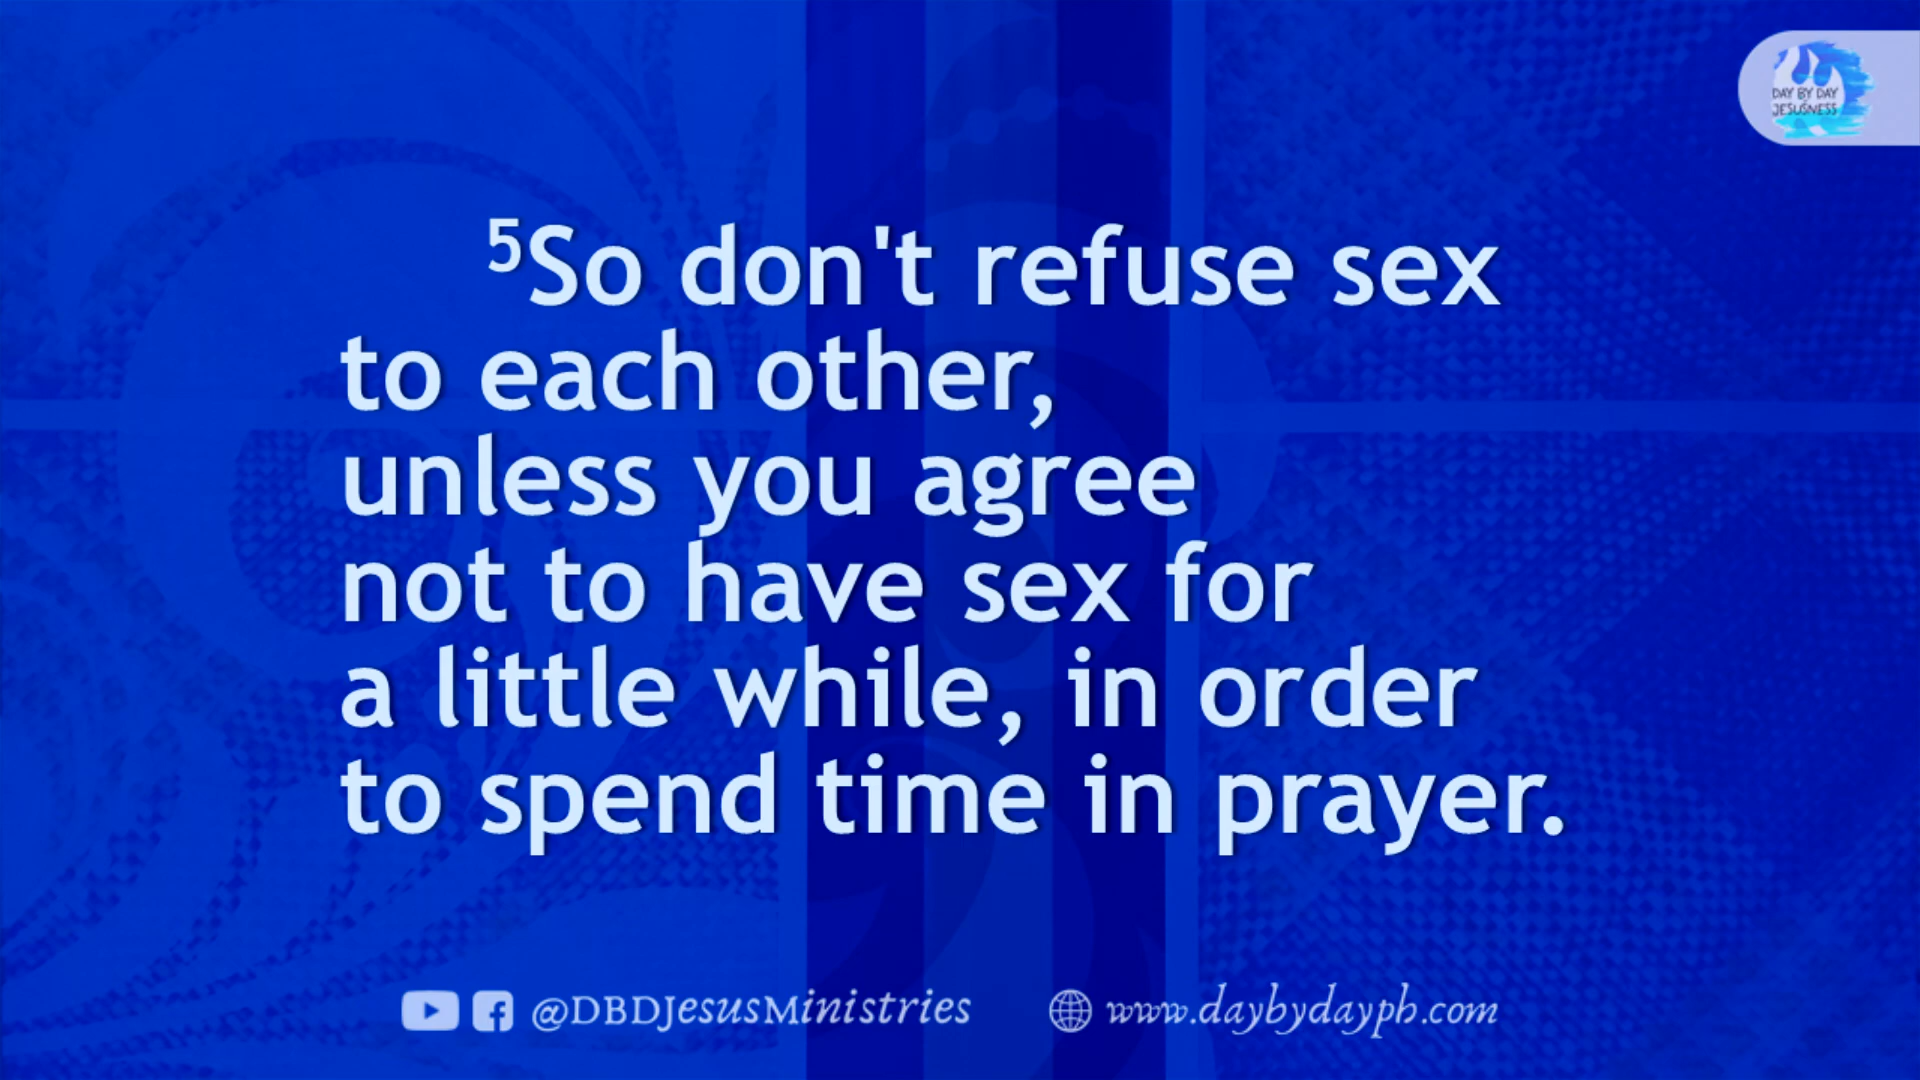 DAY BY DAY
JESUSNESS
⁵So don't refuse sex
to each other,
unless you agree
not to have sex for
a little while, in order
to spend time in prayer.
@DBDJesusMinistries www.daybydayph.com